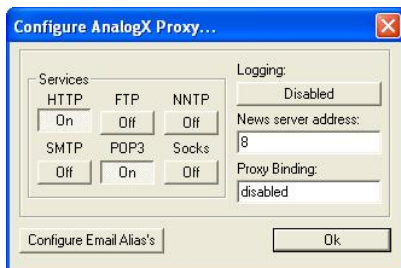 Configure AnalogX Proxy...
Services
HTTP FTP NNTP
On Off Off
SMTP POP3 Socks
Off On Off
Logging:
Disabled
News server address:
8
Proxy Binding:
disabled
Configure Email Alias's
Ok